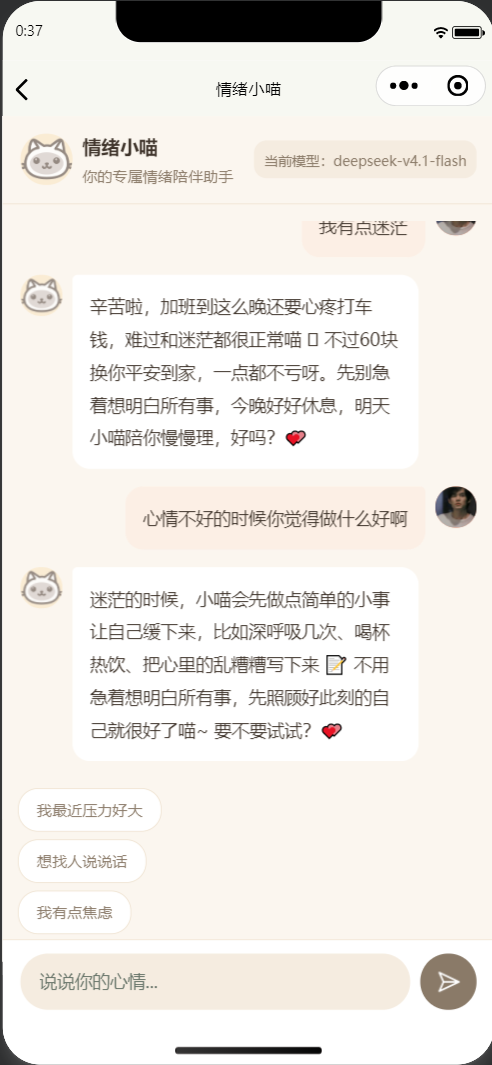 0:37
情绪小喵
情绪小喵
你的专属情绪陪伴助手
当前模型：deepseek-v4.1-flash
我有点迷茫
辛苦啦，加班到这么晚还要心疼打车
钱，难过和迷茫都很正常喵 ▯ 不过60块
换你平安到家，一点都不亏呀。先别急
着想明白所有事，今晚好好休息，明天
小喵陪你慢慢理，好吗？💕
心情不好的时候你觉得做什么好啊
迷茫的时候，小喵会先做点简单的小事
让自己缓下来，比如深呼吸几次、喝杯
热饮、把心里的乱糟糟写下来 📝 不用
急着想明白所有事，先照顾好此刻的自
己就很好了喵~ 要不要试试？💕
我最近压力好大
想找人说说话
我有点焦虑
说说你的心情...